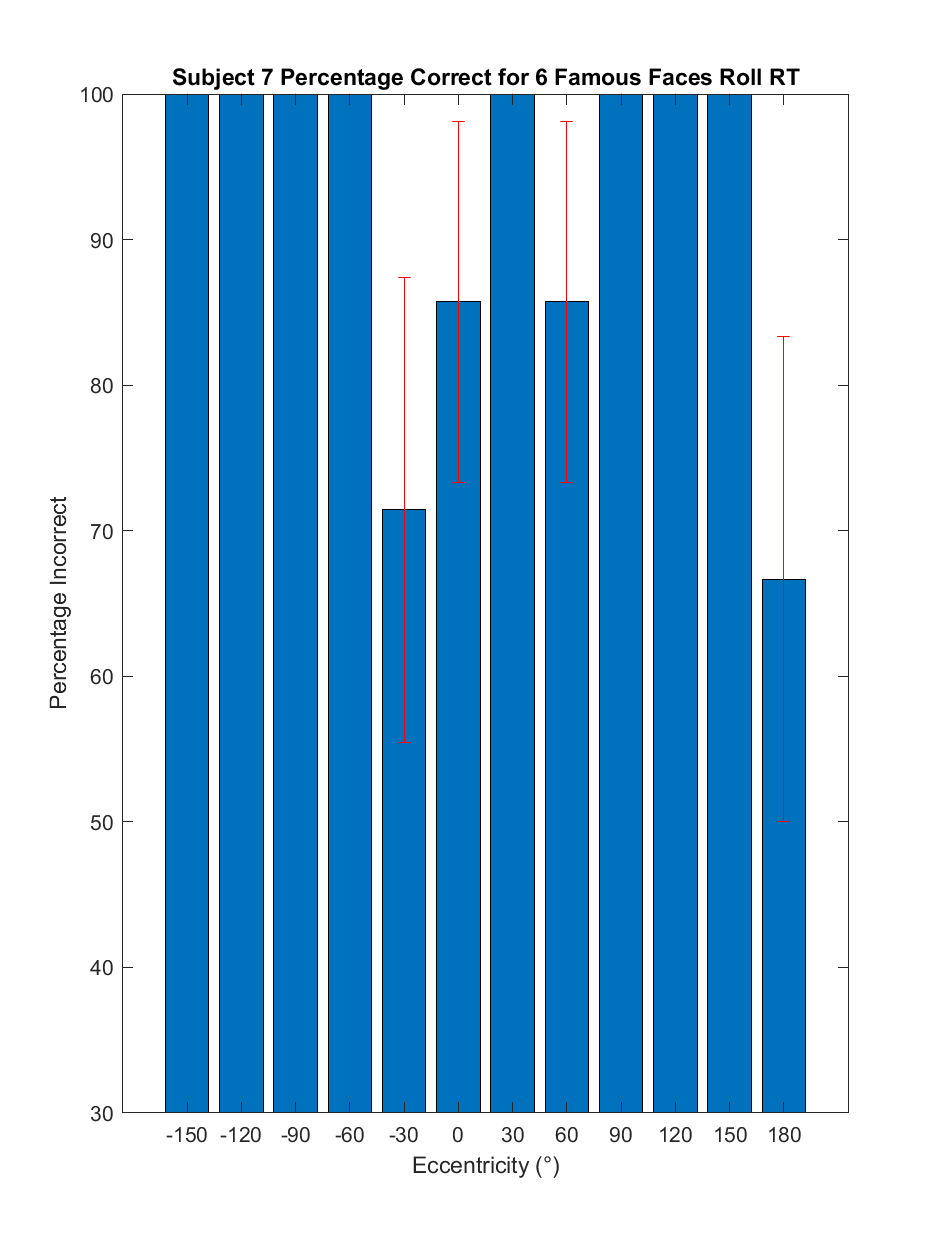 Subject 7 Percentage Correct for 6 Famous Faces Roll RT
100
90
80
70
60
50
40
30
Percentage Incorrect
-150 -120 -90 -60 -30 0 30 60 90 120 150 180
Eccentricity (°)